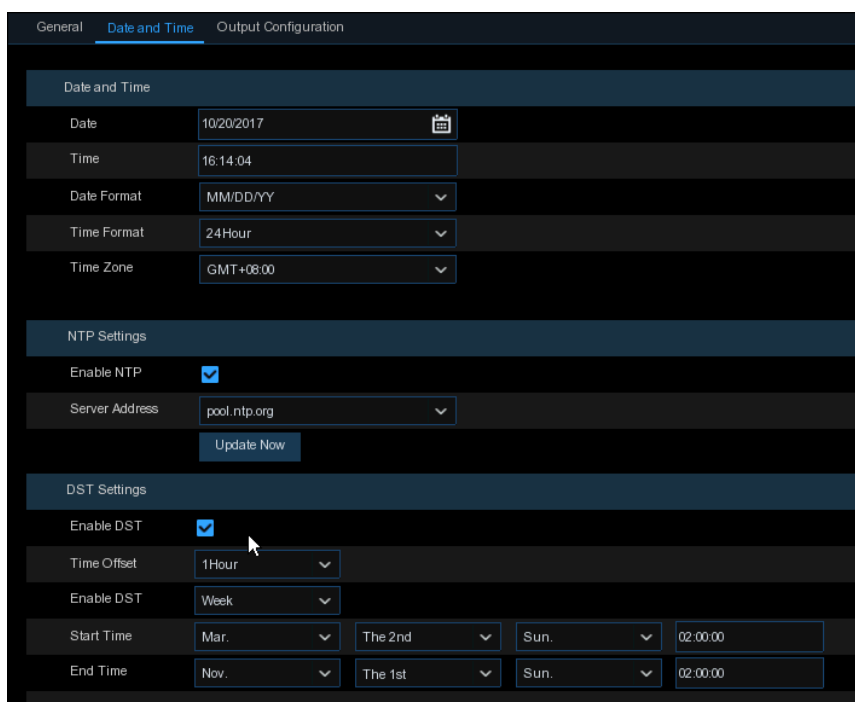 General Date and Time Output Configuration
Date and Time
Date 10/20/2017
Time 16:14:04
Date Format MM/DD/YY
Time Format 24Hour
Time Zone GMT+08:00
NTP Settings
Enable NTP
Server Address pool.ntp.org
Update Now
DST Settings
Enable DST
Time Offset 1Hour
Enable DST Week
Start Time Mar. The 2nd Sun. 02:00:00
End Time Nov. The 1st Sun. 02:00:00